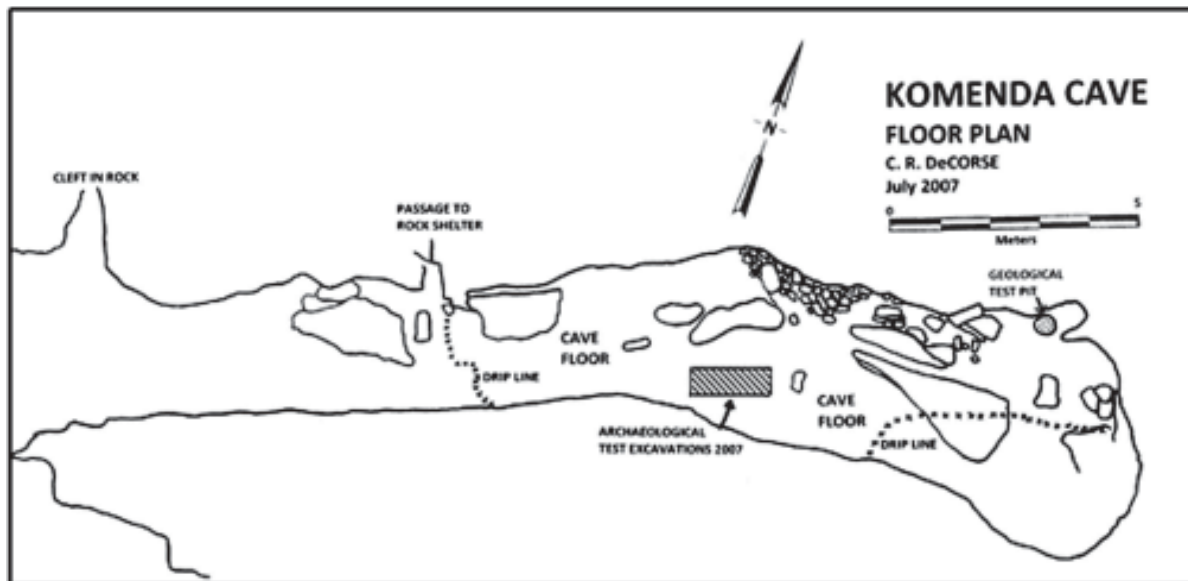 KOMENDA CAVE
FLOOR PLAN
C. R. DeCORSE
July 2007
0 5
Meters
N
CLEFT IN ROCK
PASSAGE TO
ROCK SHELTER
GEOLOGICAL
TEST PIT
CAVE
FLOOR
DRIP LINE
CAVE
FLOOR
ARCHAEOLOGICAL
TEST EXCAVATIONS 2007
DRIP LINE